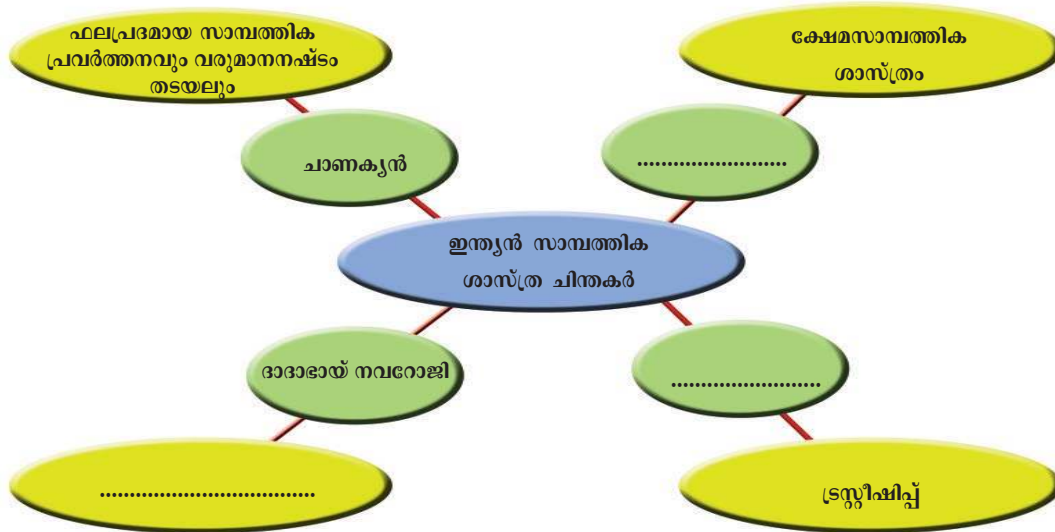 ഫലപ്രദമായ സാമ്പത്തിക
പ്രവർത്തനവും വരുമാനനഷ്ടം
തടയലും
ക്ഷേമസാമ്പത്തിക
ശാസ്ത്രം
ചാണക്യൻ
.........................
ഇന്ത്യൻ സാമ്പത്തിക
ശാസ്ത്ര ചിന്തകർ
ദാദാഭായ് നവറോജി
.........................
....................................
ട്രസ്റ്റീഷിപ്പ്